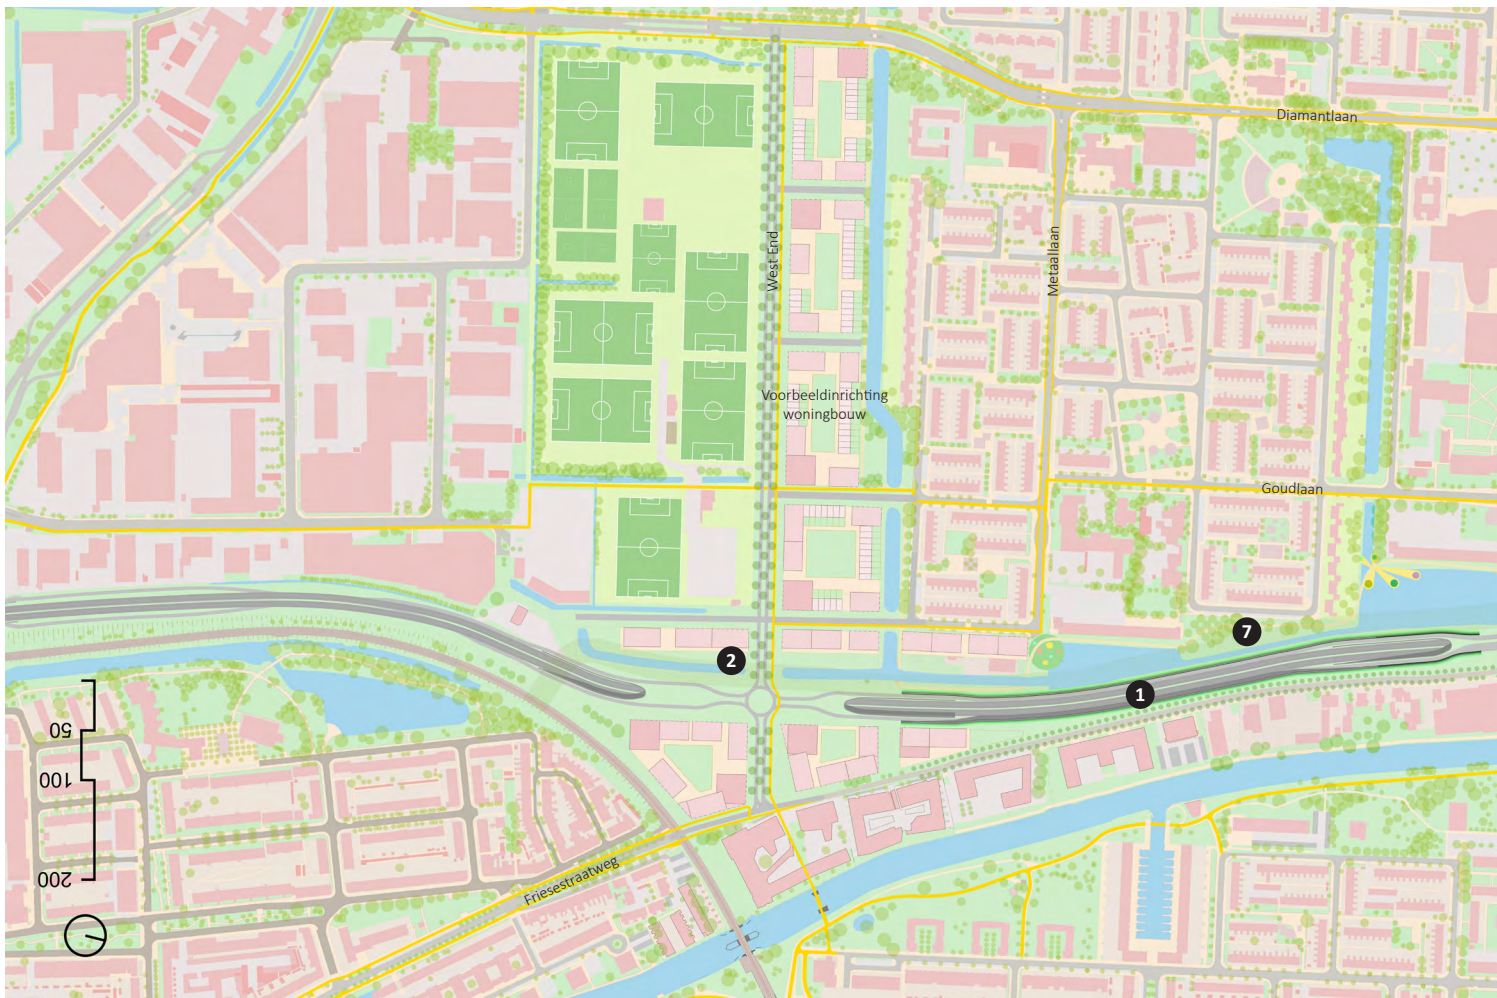 Diamantlaan
West End
Metaallaan
Voorbeeldinrichting
woningbouw
Goudlaan
7
2
1
50
100
200
Friesestraatweg